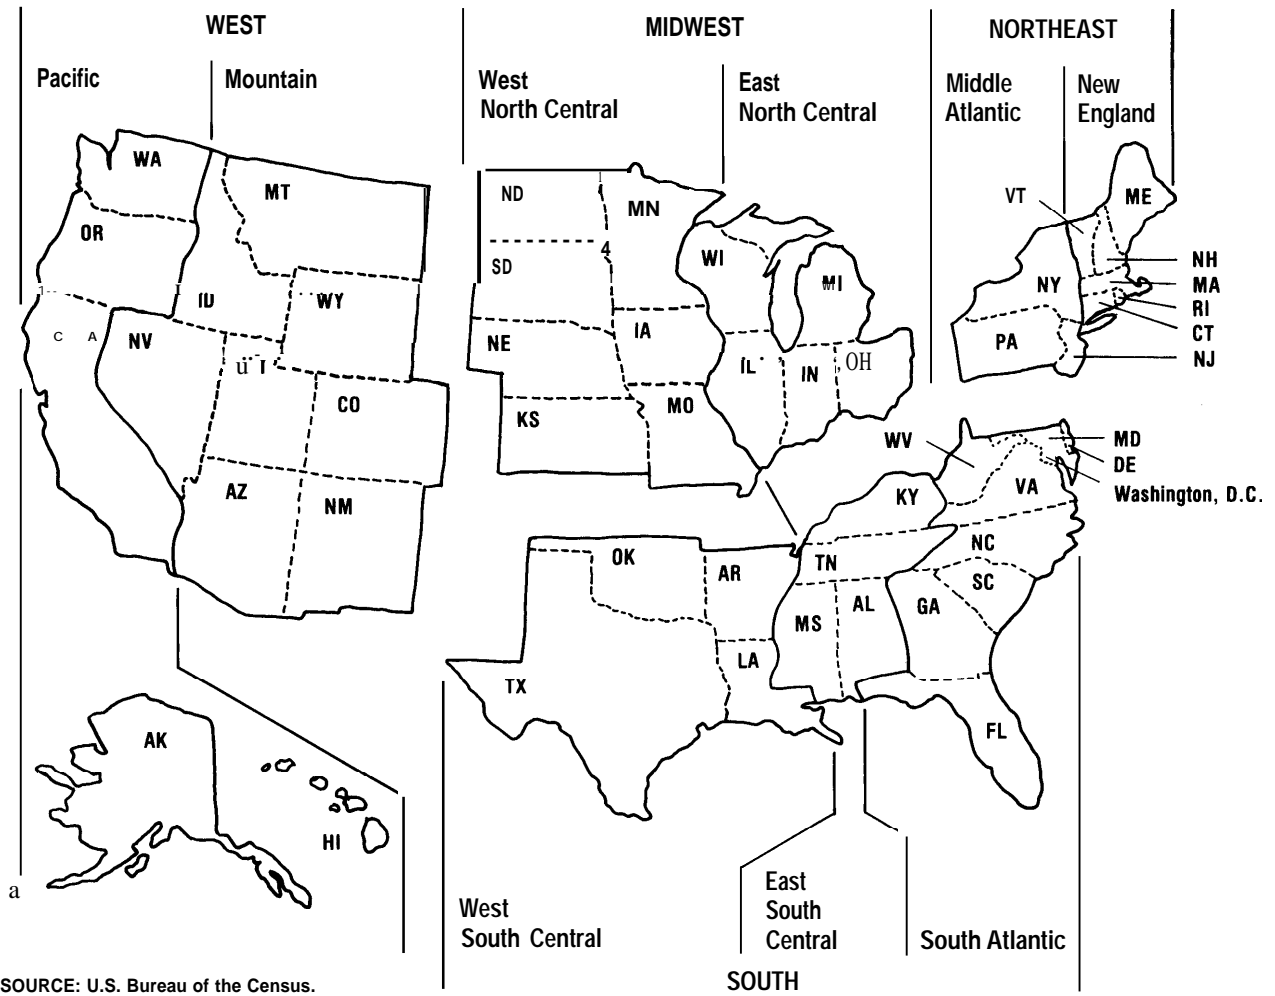 WEST
MIDWEST
NORTHEAST
Pacific
Mountain
West
North Central
East
North Central
Middle
Atlantic
New
England
WA
MT
OR
ID
WY
C A
NV
CO
AZ
NM
ND
MN
SD
4
WI
MI
NE
IA
IL
IN
OH
KS
MO
VT
ME
NH
NY
MA
RI
CT
PA
NJ
WV
MD
DE
Washington, D.C.
KY
VA
NC
TN
SC
OK
AR
MS
AL
GA
LA
TX
FL
AK
HI
a
West
South Central
East
South
Central
South Atlantic
SOUTH
SOURCE: U.S. Bureau of the Census.